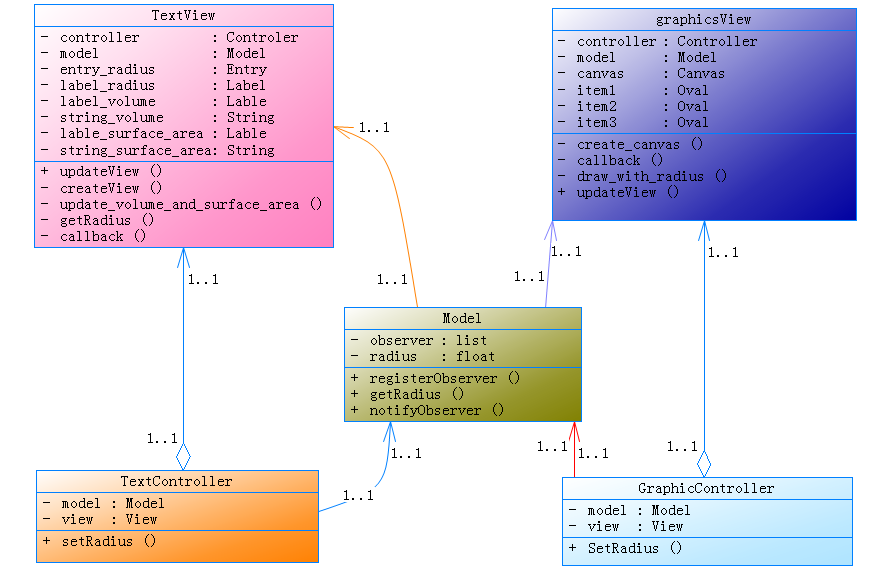 TextView
- controller : Controler
- model : Model
- entry_radius : Entry
- label_radius : Label
- label_volume : Lable
- string_volume : String
- lable_surface_area : Lable
- string_surface_area: String
+ updateView ()
- createView ()
- update_volume_and_surface_area ()
- getRadius ()
- callback ()
graphicsView
- controller : Controller
- model : Model
- canvas : Canvas
- item1 : Oval
- item2 : Oval
- item3 : Oval
- create_canvas ()
- callback ()
- draw_with_radius ()
+ updateView ()
1..1
1..1
1..1
1..1
1..1
1..1
Model
- observer : list
- radius : float
+ registerObserver ()
+ getRadius ()
+ notifyObserver ()
1..1
1..1
1..1
1..1
1..1
1..1
TextController
- model : Model
- view : View
+ setRadius ()
GraphicController
- model : Model
- view : View
+ SetRadius ()